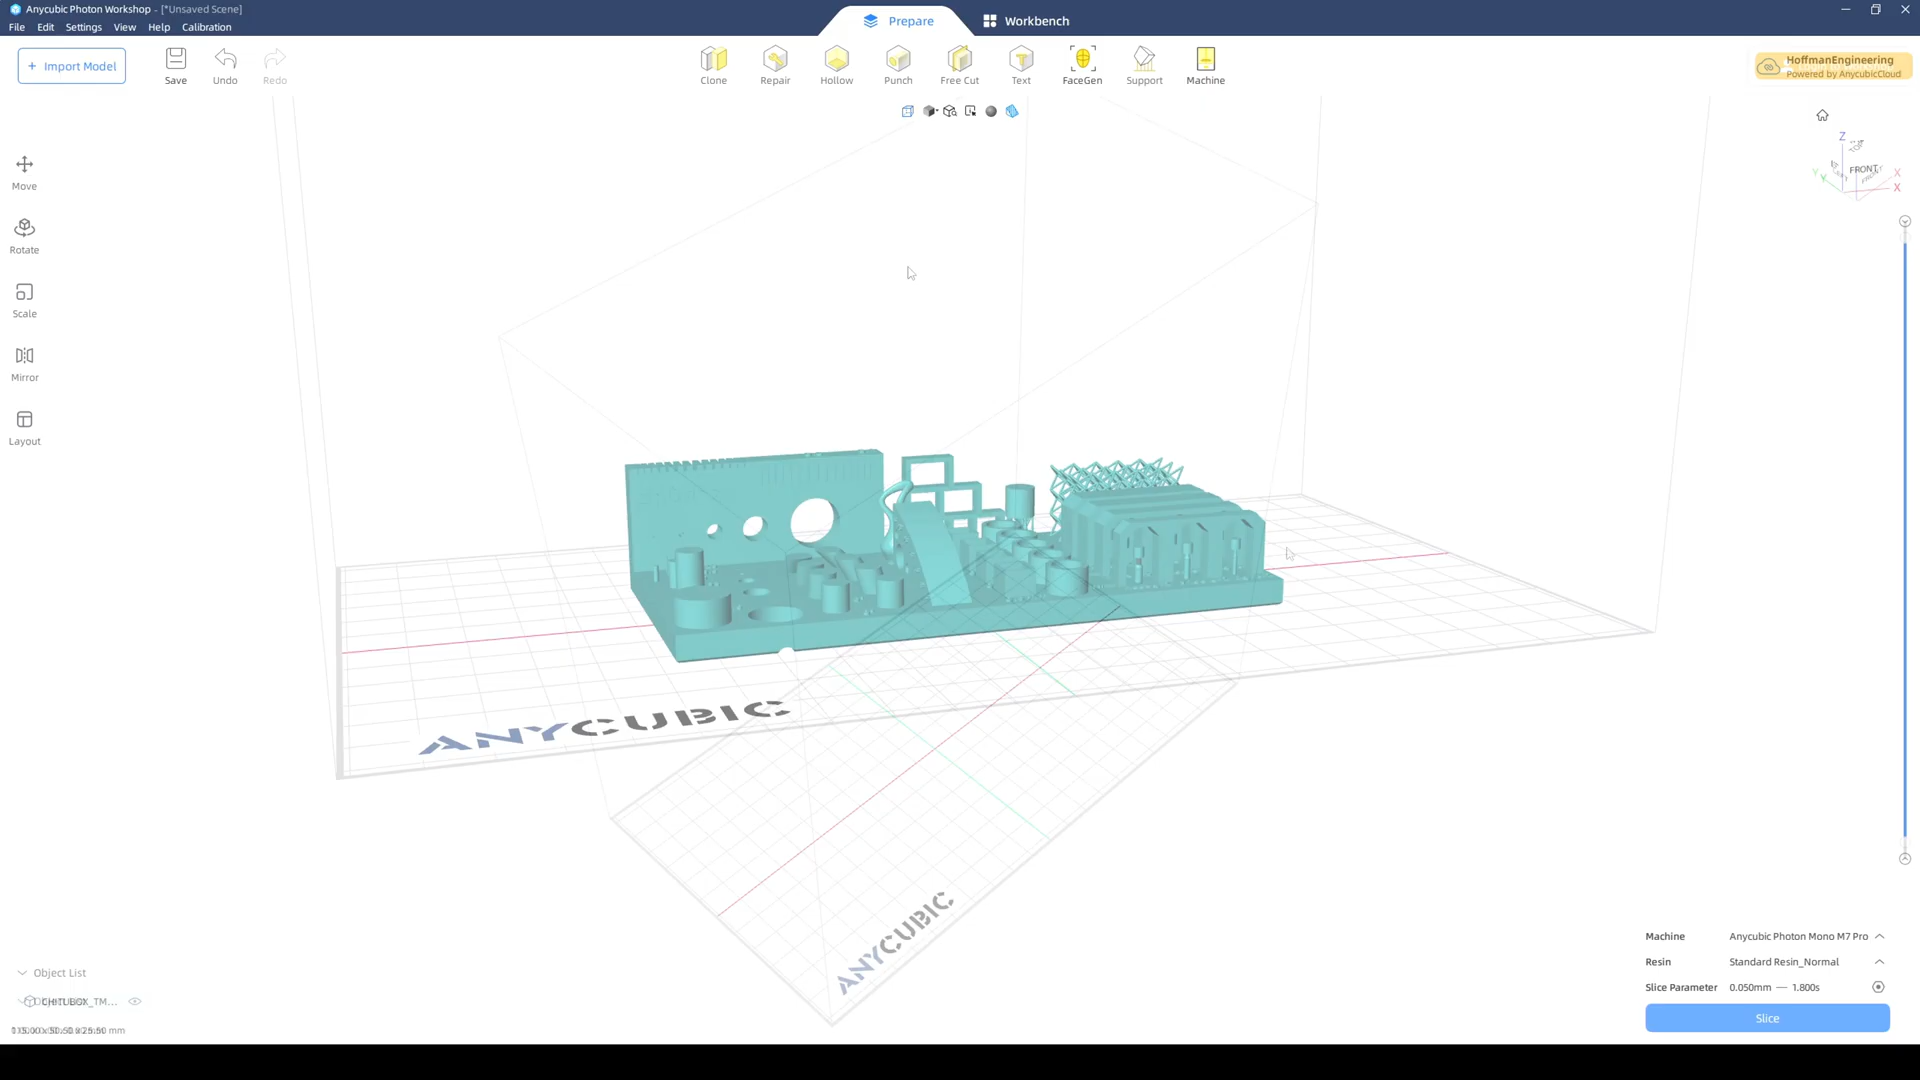 Anycubic Photon Workshop - [*Unsaved Scene]
Prepare
Workbench
File Edit Settings View Help Calibration
+ Import Model
Save
Undo
Redo
Clone
Repair
Hollow
Punch
Free Cut
Text
FaceGen
Support
Machine
HoffmanEngineering
Powered by AnycubicCloud
Z
FRONT
Y
Y
X
X
Move
Rotate
Scale
Mirror
Layout
ANYCUBIC
ANYCUBIC
Machine Anycubic Photon Mono M7 Pro
Resin Standard Resin_Normal
Slice Parameter 0.050mm — 1.800s
Slice
Object List
mm